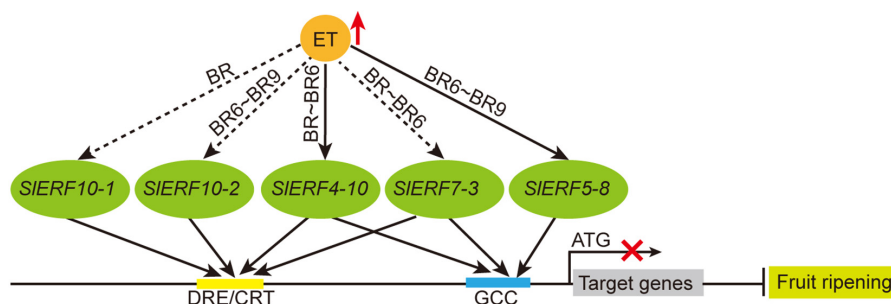 ET
BR
BR6~BR9
BR~BR6
BR~BR6
BR6~BR9
SlERF10-1
SlERF10-2
SlERF4-10
SlERF7-3
SlERF5-8
ATG
DRE/CRT
GCC
Target genes
Fruit ripening